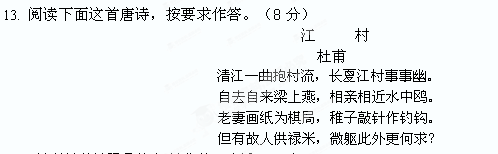 13. 阅读下面这首唐诗，按要求作答。（8 分）
江 村
杜甫
清江一曲抱村流，长夏江村事事幽。
自去自来梁上燕，相亲相近水中鸥。
老妻画纸为棋局，稚子敲针作钓钩。
但有故人供禄米，微躯此外更何求？